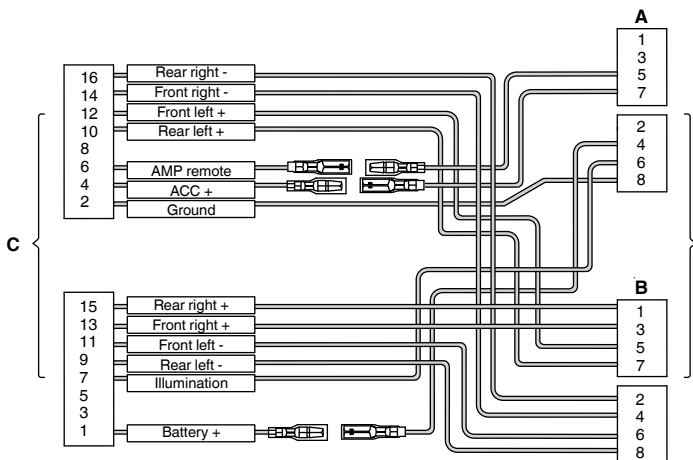 A
1
3
5
7
16 Rear right -
14 Front right -
12 Front left +
10 Rear left +
8
6 AMP remote
4 ACC +
2 Ground
2
4
6
8
C
B
15 Rear right +
13 Front right +
11 Front left -
9 Rear left -
7 Illumination
5
3
1 Battery +
1
3
5
7
2
4
6
8